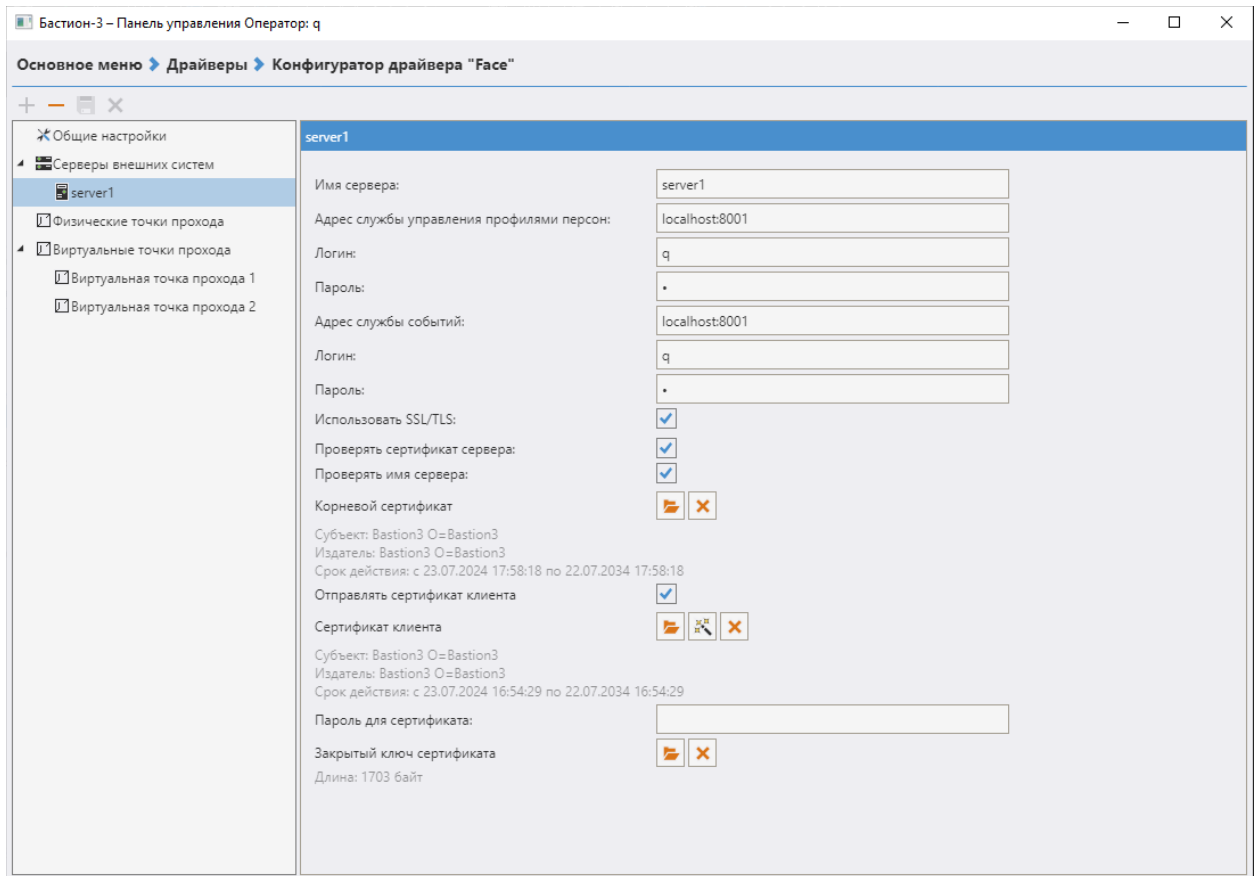 Бастион-3 – Панель управления Оператор: q
Основное меню Драйверы Конфигуратор драйвера "Face"
Общие настройки
Серверы внешних систем
server1
Физические точки прохода
Виртуальные точки прохода
Виртуальная точка прохода 1
Виртуальная точка прохода 2
server1
Имя сервера: server1
Адрес службы управления профилями персон: localhost:8001
Логин: q
Пароль: •
Адрес службы событий: localhost:8001
Логин: q
Пароль: •
Использовать SSL/TLS:
Проверять сертификат сервера:
Проверять имя сервера:
Корневой сертификат
Субъект: Bastion3 O=Bastion3
Издатель: Bastion3 O=Bastion3
Срок действия: с 23.07.2024 17:58:18 по 22.07.2034 17:58:18
Отправлять сертификат клиента
Сертификат клиента
Субъект: Bastion3 O=Bastion3
Издатель: Bastion3 O=Bastion3
Срок действия: с 23.07.2024 16:54:29 по 22.07.2034 16:54:29
Пароль для сертификата:
Закрытый ключ сертификата
Длина: 1703 байт